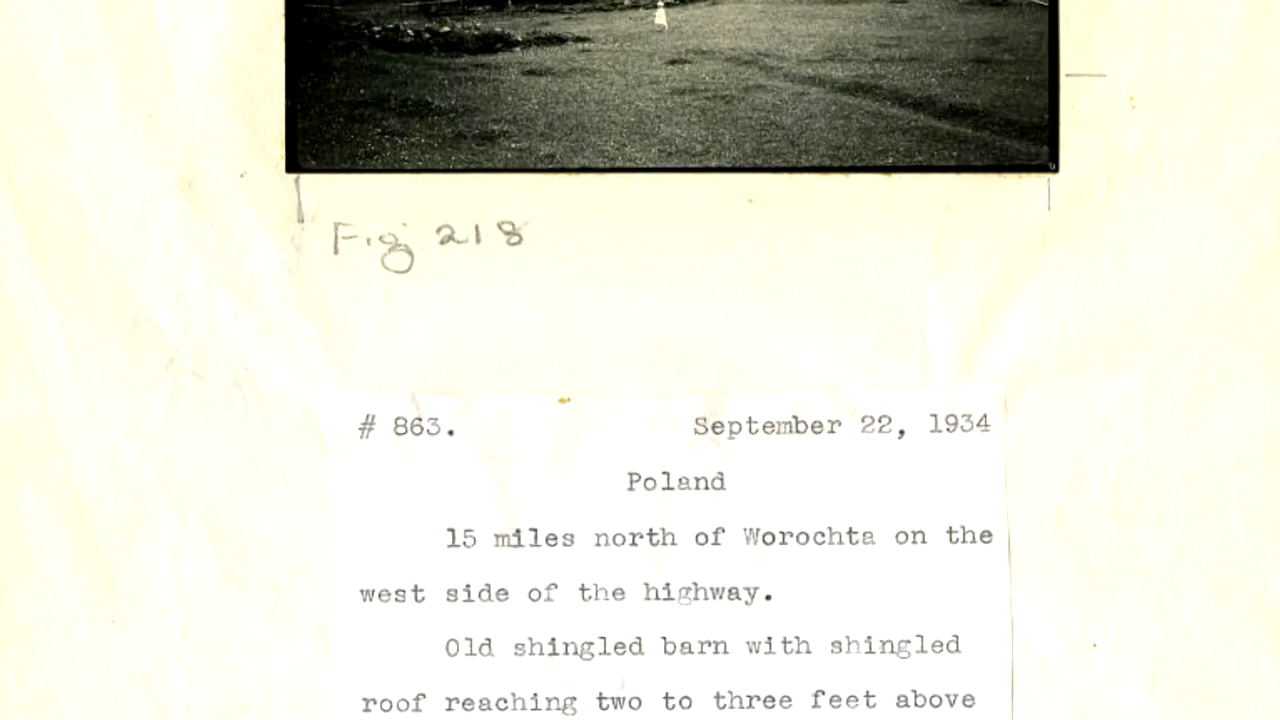 Fig 218
# 863. September 22, 1934
Poland
15 miles north of Worochta on the
west side of the highway.
Old shingled barn with shingled
roof reaching two to three feet above